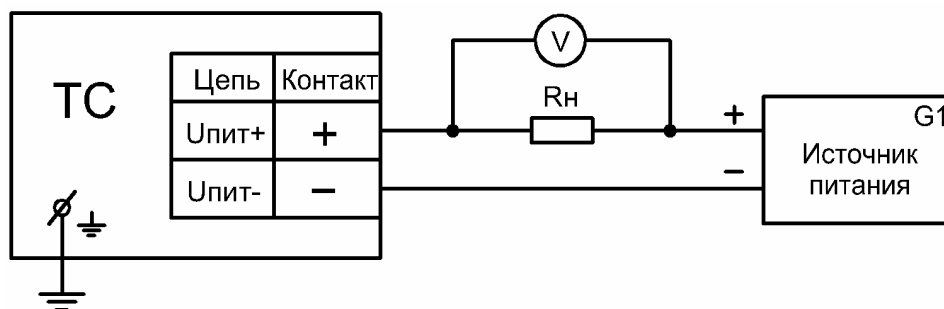 V
Цепь Контакт
ТС
Rн
Uпит+ +
+
G1
Источник
питания
Uпит- −
−